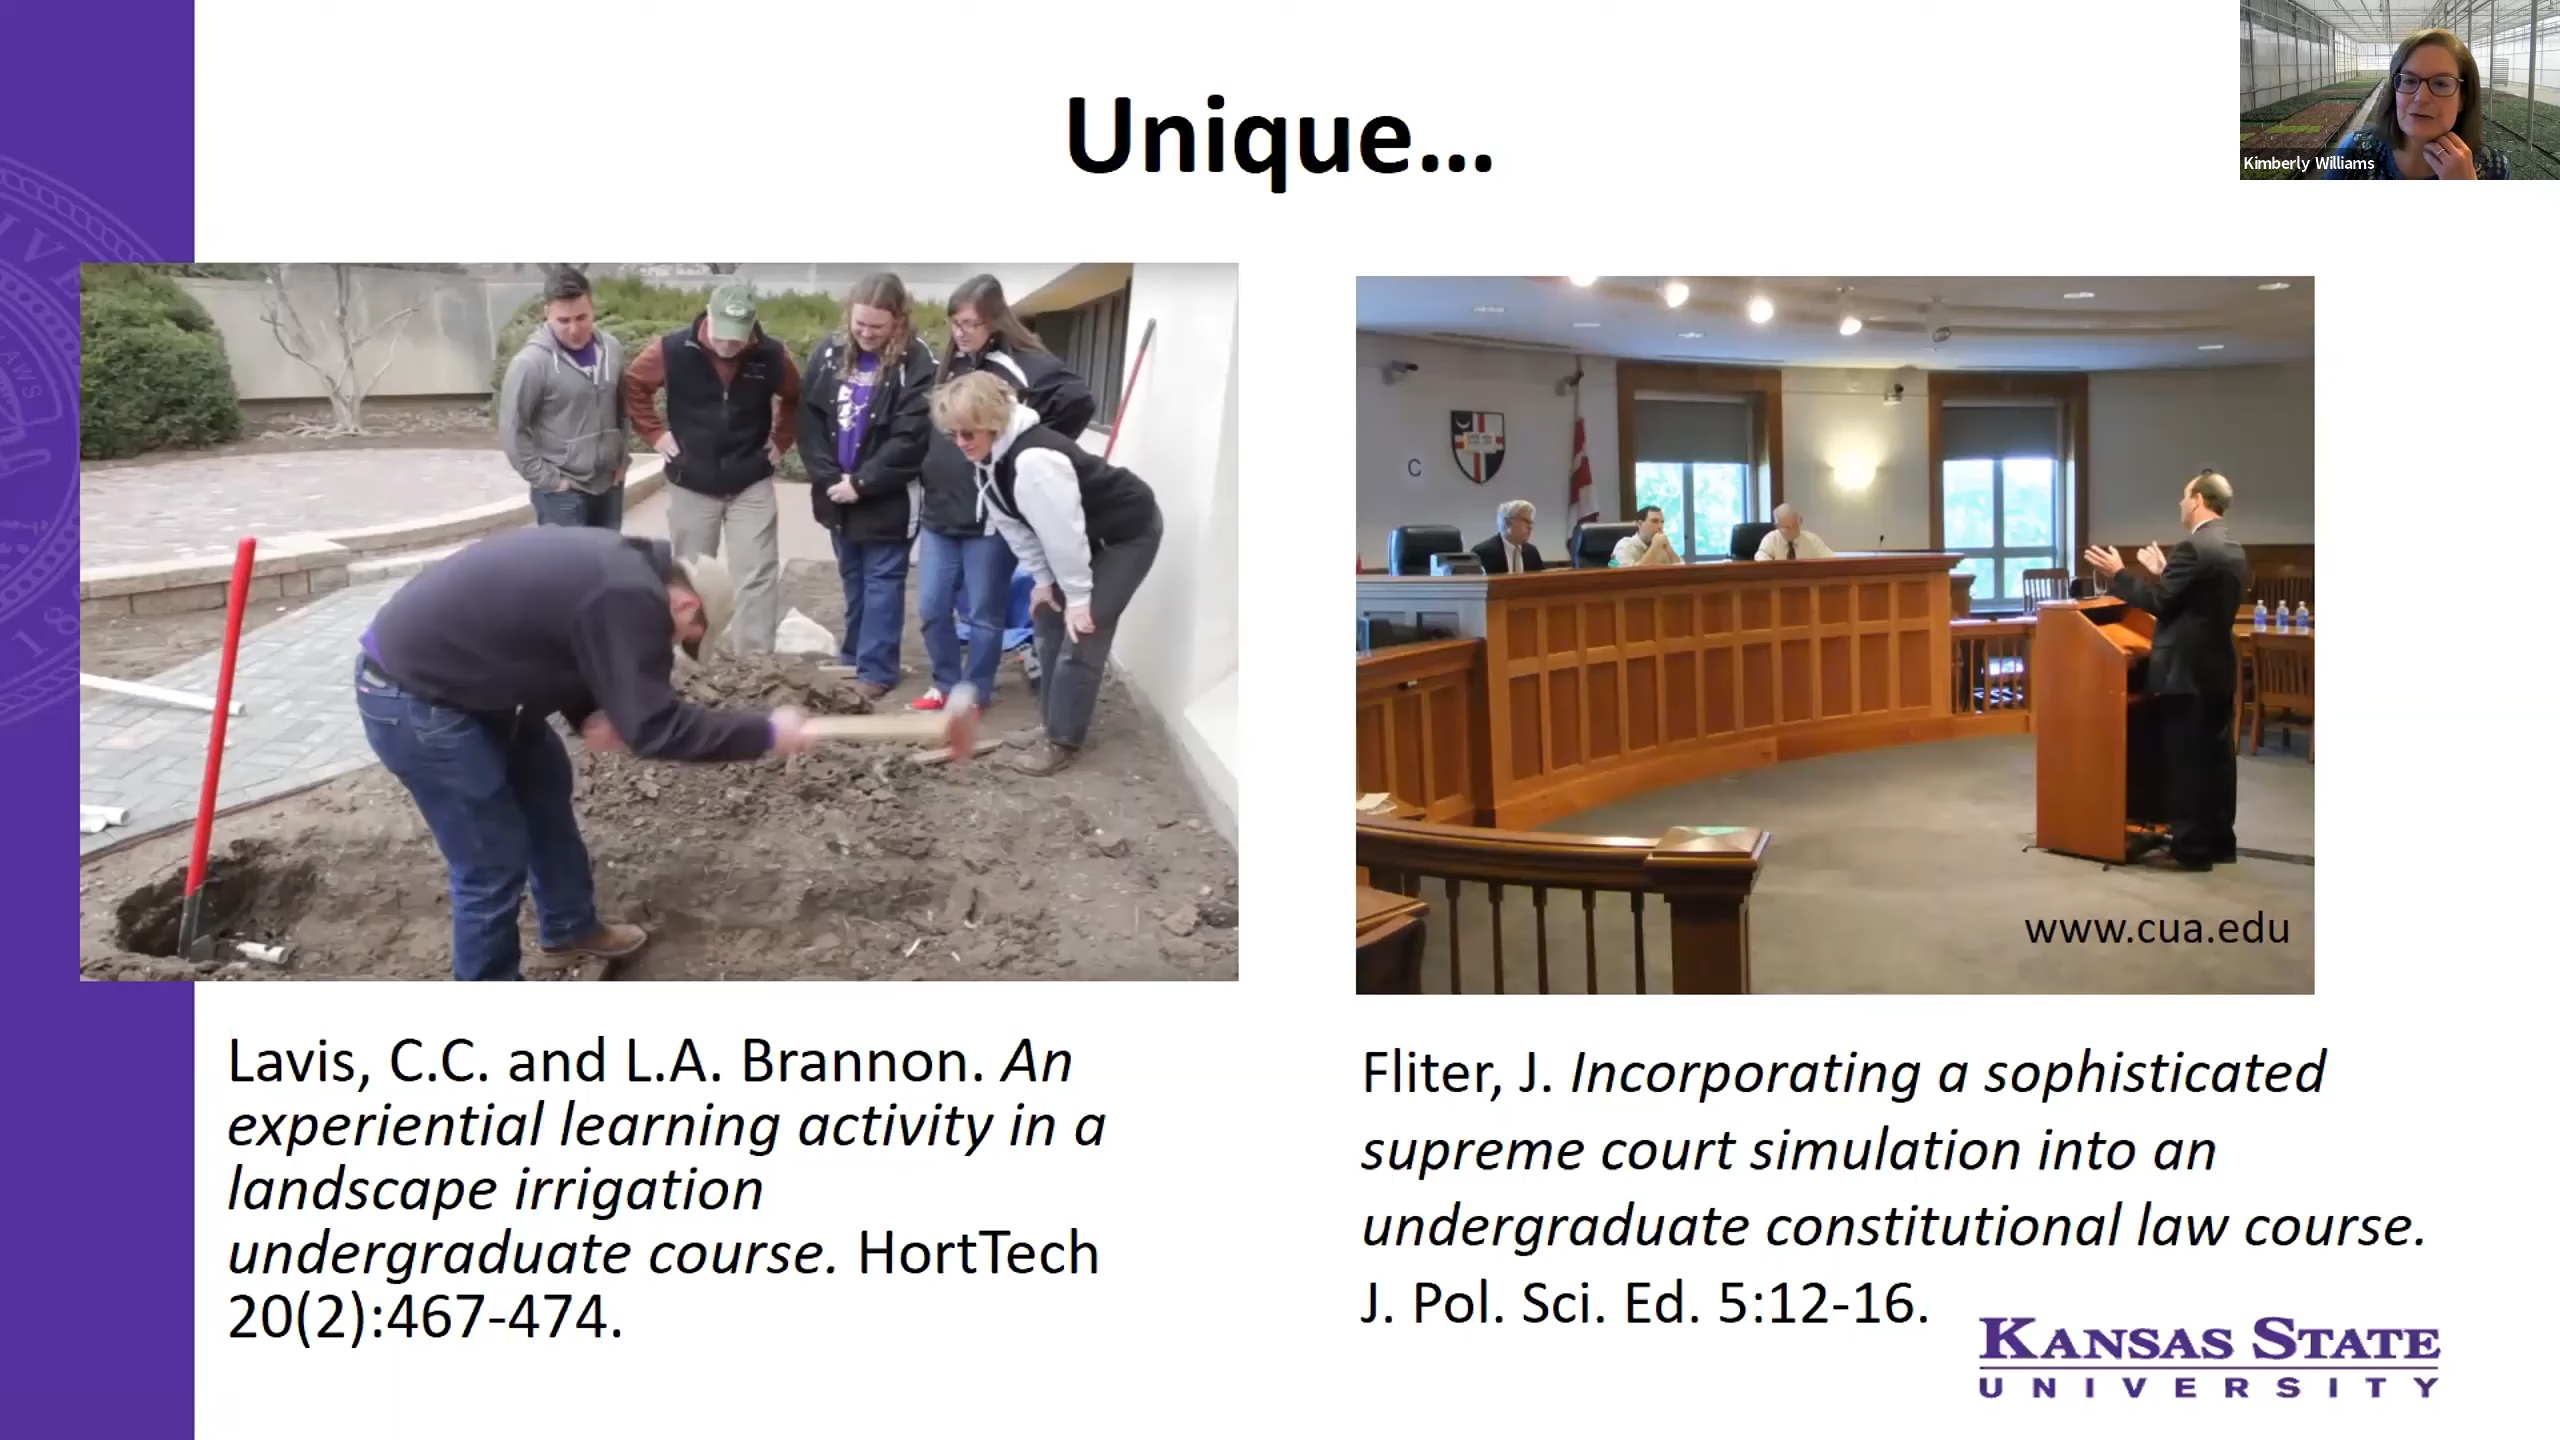 Unique...
Kimberly Williams
C
www.cua.edu
Lavis, C.C. and L.A. Brannon. An
experiential learning activity in a
landscape irrigation
undergraduate course. HortTech
20(2):467-474.
Fliter, J. Incorporating a sophisticated
supreme court simulation into an
undergraduate constitutional law course.
J. Pol. Sci. Ed. 5:12-16.
KANSAS STATE
UNIVERSITY